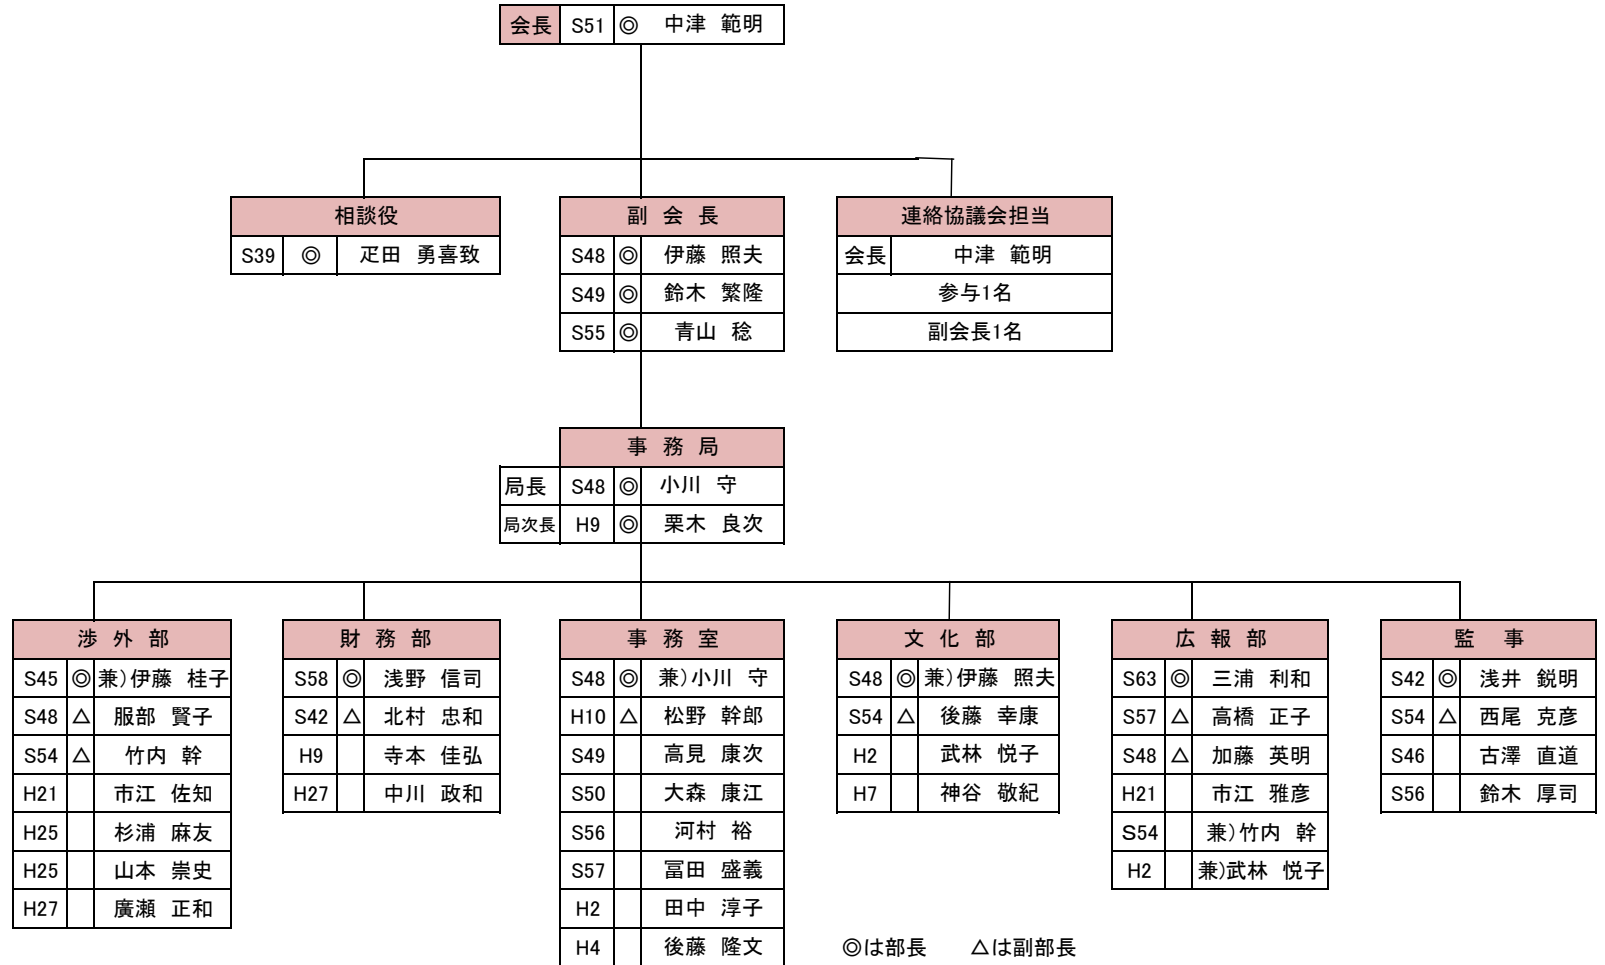 会長 S51 ◎ 中津 範明
相談役
S39 ◎ 疋田 勇喜致
副 会 長
S48 ◎ 伊藤 照夫
S49 ◎ 鈴木 繁隆
S55 ◎ 青山 稔
連絡協議会担当
会長 中津 範明
参与1名
副会長1名
事 務 局
局長 S48 ◎ 小川 守
局次長 H9 ◎ 栗木 良次
渉 外 部
S45 ◎ 兼)伊藤 桂子
S48 △ 服部 賢子
S54 △ 竹内 幹
H21 市江 佐知
H25 杉浦 麻友
H25 山本 崇史
H27 廣瀬 正和
財 務 部
S58 ◎ 浅野 信司
S42 △ 北村 忠和
H9 寺本 佳弘
H27 中川 政和
事 務 室
S48 ◎ 兼)小川 守
H10 △ 松野 幹郎
S49 高見 康次
S50 大森 康江
S56 河村 裕
S57 冨田 盛義
H2 田中 淳子
H4 後藤 隆文
文 化 部
S48 ◎ 兼)伊藤 照夫
S54 △ 後藤 幸康
H2 武林 悦子
H7 神谷 敬紀
広 報 部
S63 ◎ 三浦 利和
S57 △ 高橋 正子
S48 △ 加藤 英明
H21 市江 雅彦
S54 兼)竹内 幹
H2 兼)武林 悦子
監 事
S42 ◎ 浅井 鋭明
S54 △ 西尾 克彦
S46 古澤 直道
S56 鈴木 厚司
◎は部長 △は副部長